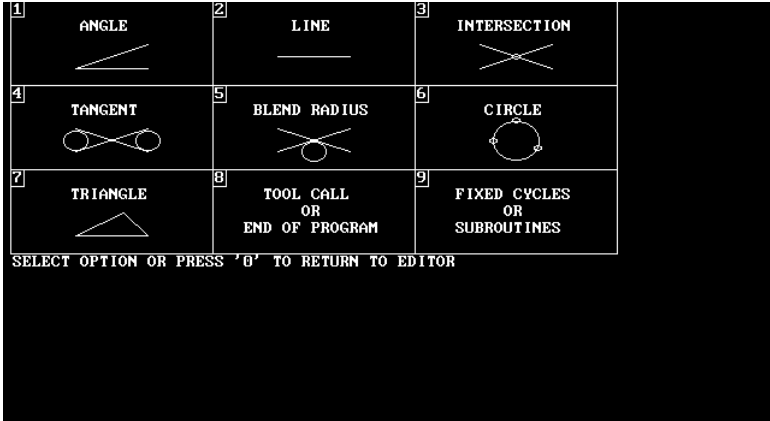 1 ANGLE
2 LINE
3 INTERSECTION
4 TANGENT
5 BLEND RADIUS
6 CIRCLE
7 TRIANGLE
8 TOOL CALL
OR
END OF PROGRAM
9 FIXED CYCLES
OR
SUBROUTINES
SELECT OPTION OR PRESS '0' TO RETURN TO EDITOR